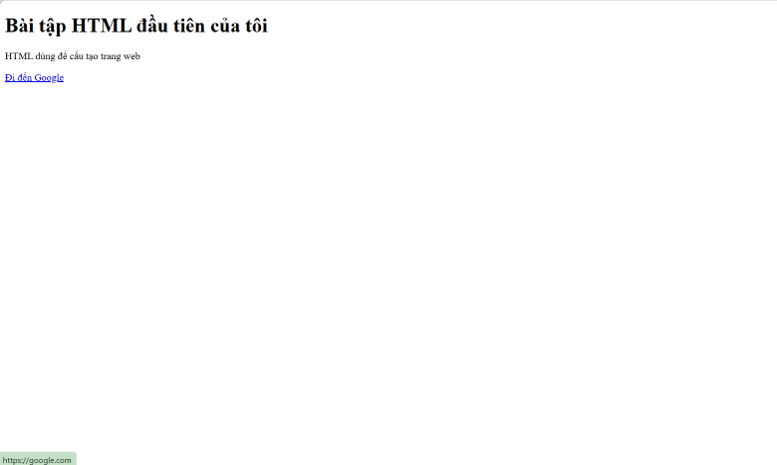 Bài tập HTML đầu tiên của tôi
HTML dùng để cấu tạo trang web
Đi đến Google
https://google.com